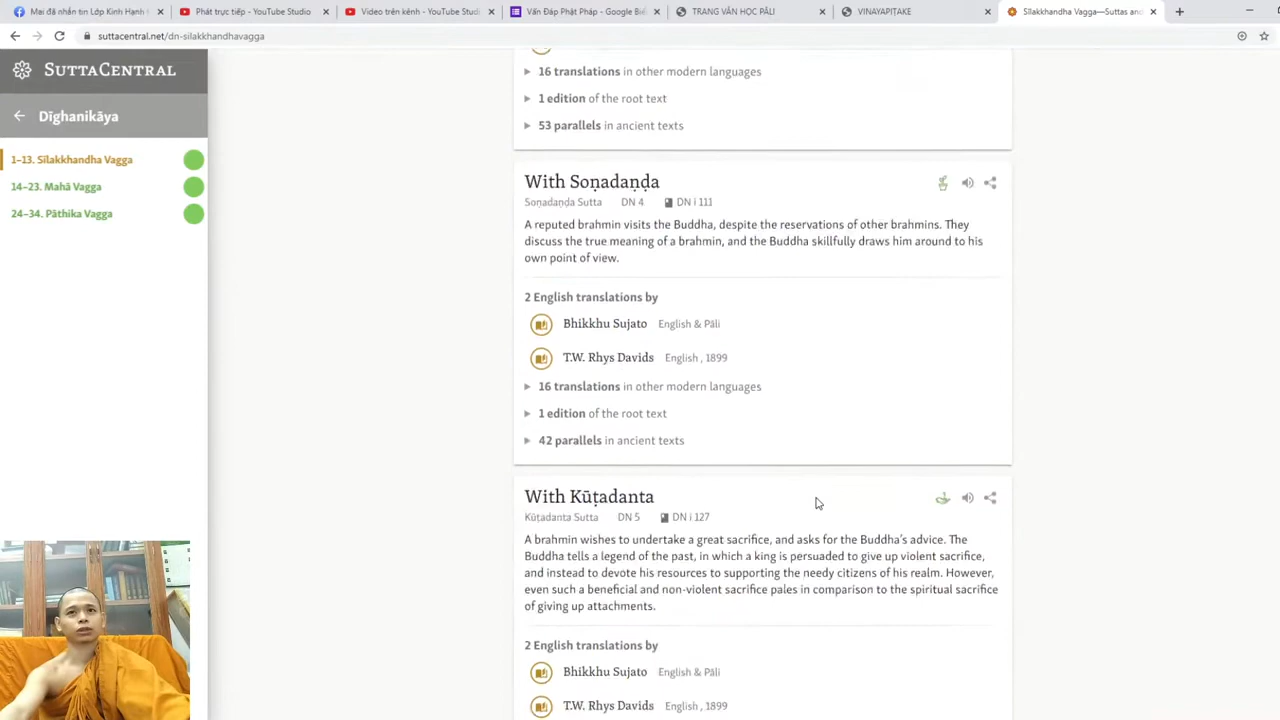 Mai đã nhắn tin Lớp Kinh Hạnh H
Phát trực tiếp - YouTube Studio
Video trên kênh - YouTube Studi
Vấn Đáp Phật Pháp - Google Bi
TRANG VĂN HỌC PĀLI
VINAYAPIṬAKE
Sīlakkhandha Vagga—Suttas and
suttacentral.net/dn-silakkhandhavagga
SUTTACENTRAL
Dīghanikāya
1–13. Sīlakkhandha Vagga
14–23. Mahā Vagga
24–34. Pāthika Vagga
16 translations in other modern languages
1 edition of the root text
53 parallels in ancient texts
With Soṇadaṇḍa
Soṇadaṇḍa Sutta DN 4 DN i 111
A reputed brahmin visits the Buddha, despite the reservations of other brahmins. They
discuss the true meaning of a brahmin, and the Buddha skillfully draws him around to his
own point of view.
2 English translations by
Bhikkhu Sujato English & Pāli
T.W. Rhys Davids English , 1899
16 translations in other modern languages
1 edition of the root text
42 parallels in ancient texts
With Kūṭadanta
Kūṭadanta Sutta DN 5 DN i 127
A brahmin wishes to undertake a great sacrifice, and asks for the Buddha’s advice. The
Buddha tells a legend of the past, in which a king is persuaded to give up violent sacrifice,
and instead to devote his resources to supporting the needy citizens of his realm. However,
even such a beneficial and non-violent sacrifice pales in comparison to the spiritual sacrifice
of giving up attachments.
2 English translations by
Bhikkhu Sujato English & Pāli
T.W. Rhys Davids English , 1899